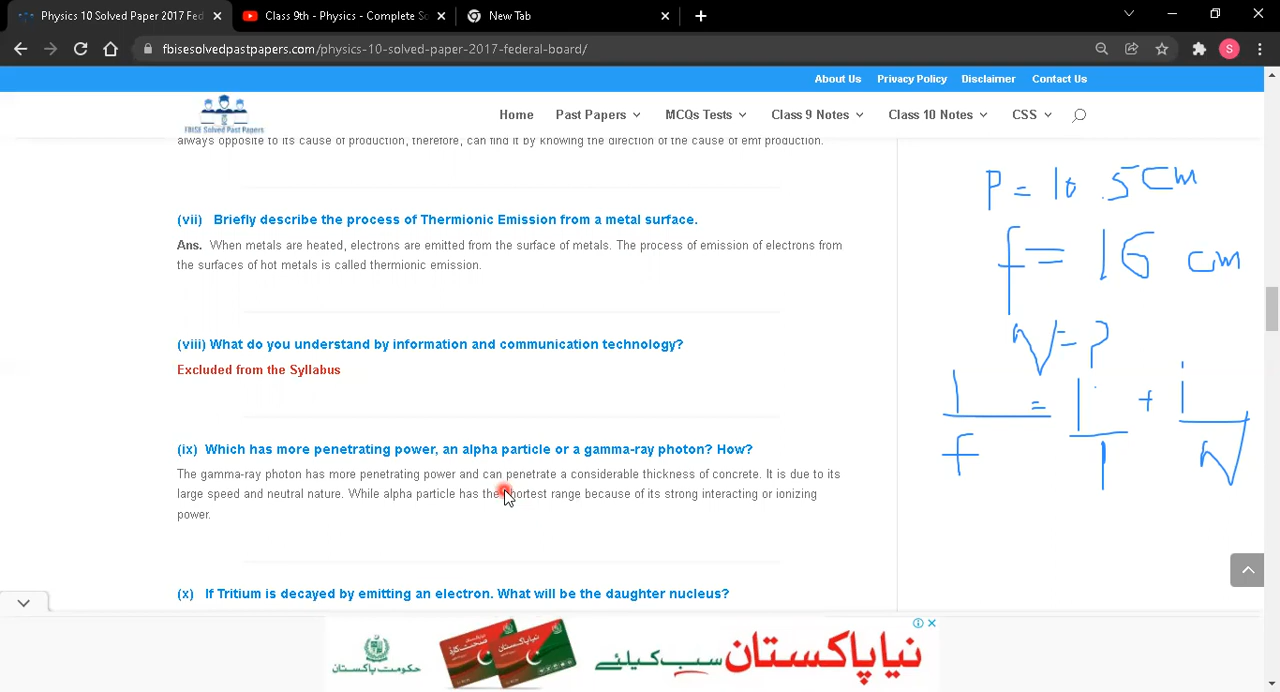 Physics 10 Solved Paper 2017 Fed
Class 9th - Physics - Complete So
New Tab
fbisesolvedpastpapers.com/physics-10-solved-paper-2017-federal-board/
S
About Us Privacy Policy Disclaimer Contact Us
FBISE Solved Past Papers
Home Past Papers MCQs Tests Class 9 Notes Class 10 Notes CSS
always opposite to its cause of production, therefore, can find it by knowing the direction of the cause of emf production.
(vii) Briefly describe the process of Thermionic Emission from a metal surface.
Ans. When metals are heated, electrons are emitted from the surface of metals. The process of emission of electrons from
the surfaces of hot metals is called thermionic emission.
(viii) What do you understand by information and communication technology?
Excluded from the Syllabus
(ix) Which has more penetrating power, an alpha particle or a gamma-ray photon? How?
The gamma-ray photon has more penetrating power and can penetrate a considerable thickness of concrete. It is due to its
large speed and neutral nature. While alpha particle has the shortest range because of its strong interacting or ionizing
power.
(x) If Tritium is decayed by emitting an electron. What will be the daughter nucleus?
P = 10.5 cm
f = 16 cm
= ?
1 = 1 + 1
f
نیا پاکستان سب کیلئے
حکومت پاکستان